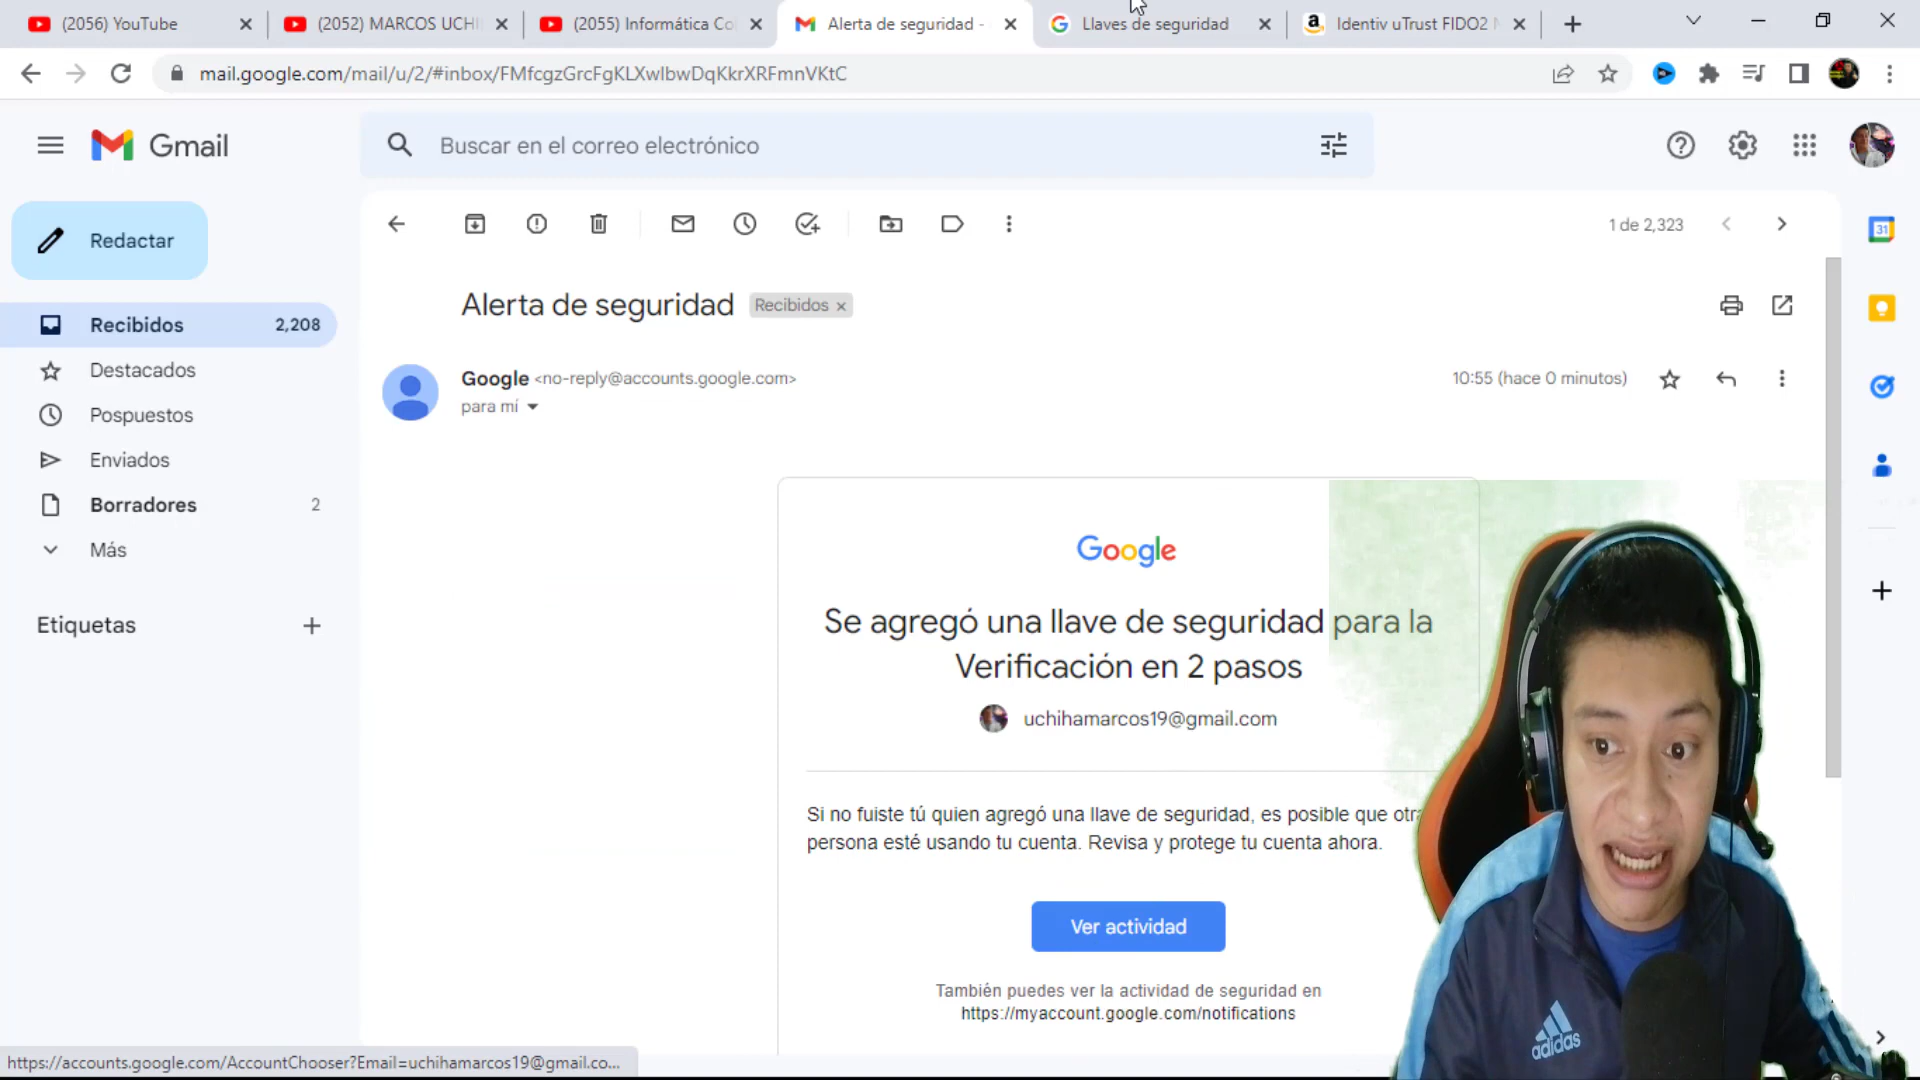 (2056) YouTube
(2052) MARCOS UCHI
(2055) Informática Co
Alerta de seguridad -
Llaves de seguridad
Identiv uTrust FIDO2
mail.google.com/mail/u/2/#inbox/FMfcgzGrcFgKLXwlbwDqKkrXRFmnVKtC
Gmail
Buscar en el correo electrónico
Redactar
1 de 2,323
Recibidos 2,208
Destacados
Pospuestos
Enviados
Borradores 2
Más
Etiquetas
Alerta de seguridad Recibidos
Google <no-reply@accounts.google.com>
10:55 (hace 0 minutos)
para mí
31
Google
Se agregó una llave de seguridad para la
Verificación en 2 pasos
uchihamarcos19@gmail.com
Si no fuiste tú quien agregó una llave de seguridad, es posible que otr
persona esté usando tu cuenta. Revisa y protege tu cuenta ahora.
Ver actividad
También puedes ver la actividad de seguridad en
https://myaccount.google.com/notifications
https://accounts.google.com/AccountChooser?Email=uchihamarcos19@gmail.co...
adidas